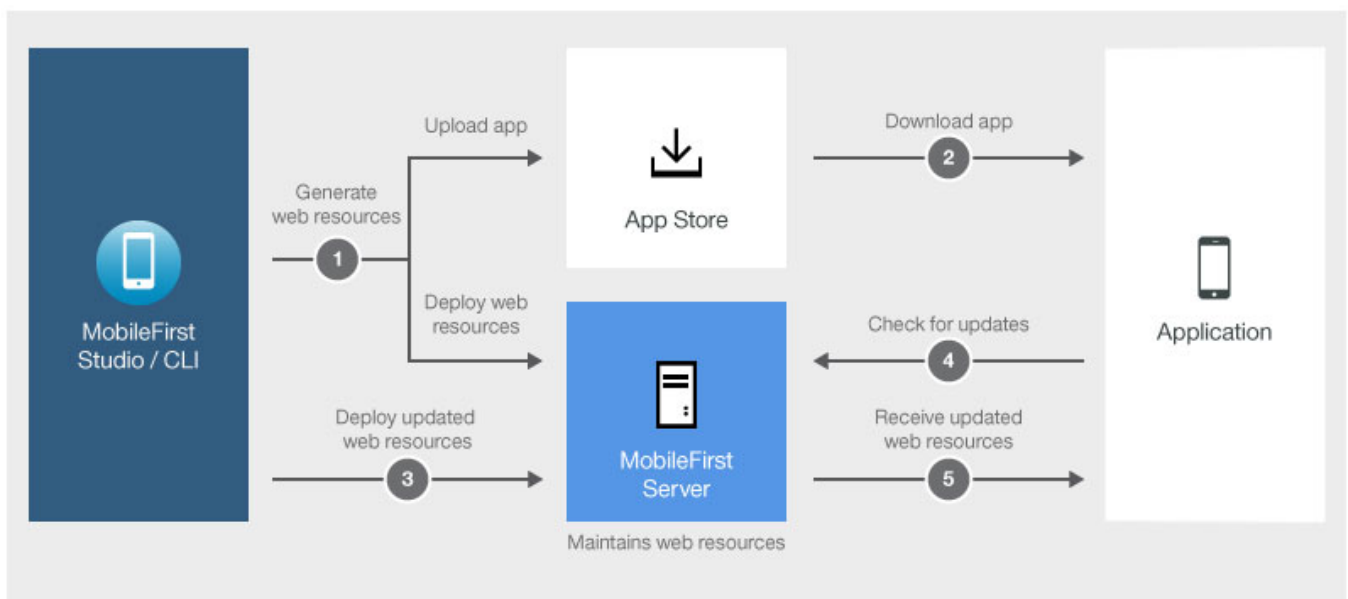 Upload app
Generate
web resources
1
Deploy web
resources
MobileFirst
Studio / CLI
Deploy updated
web resources
3
App Store
MobileFirst
Server
Maintains web resources
Download app
2
Check for updates
4
Receive updated
web resources
5
Application